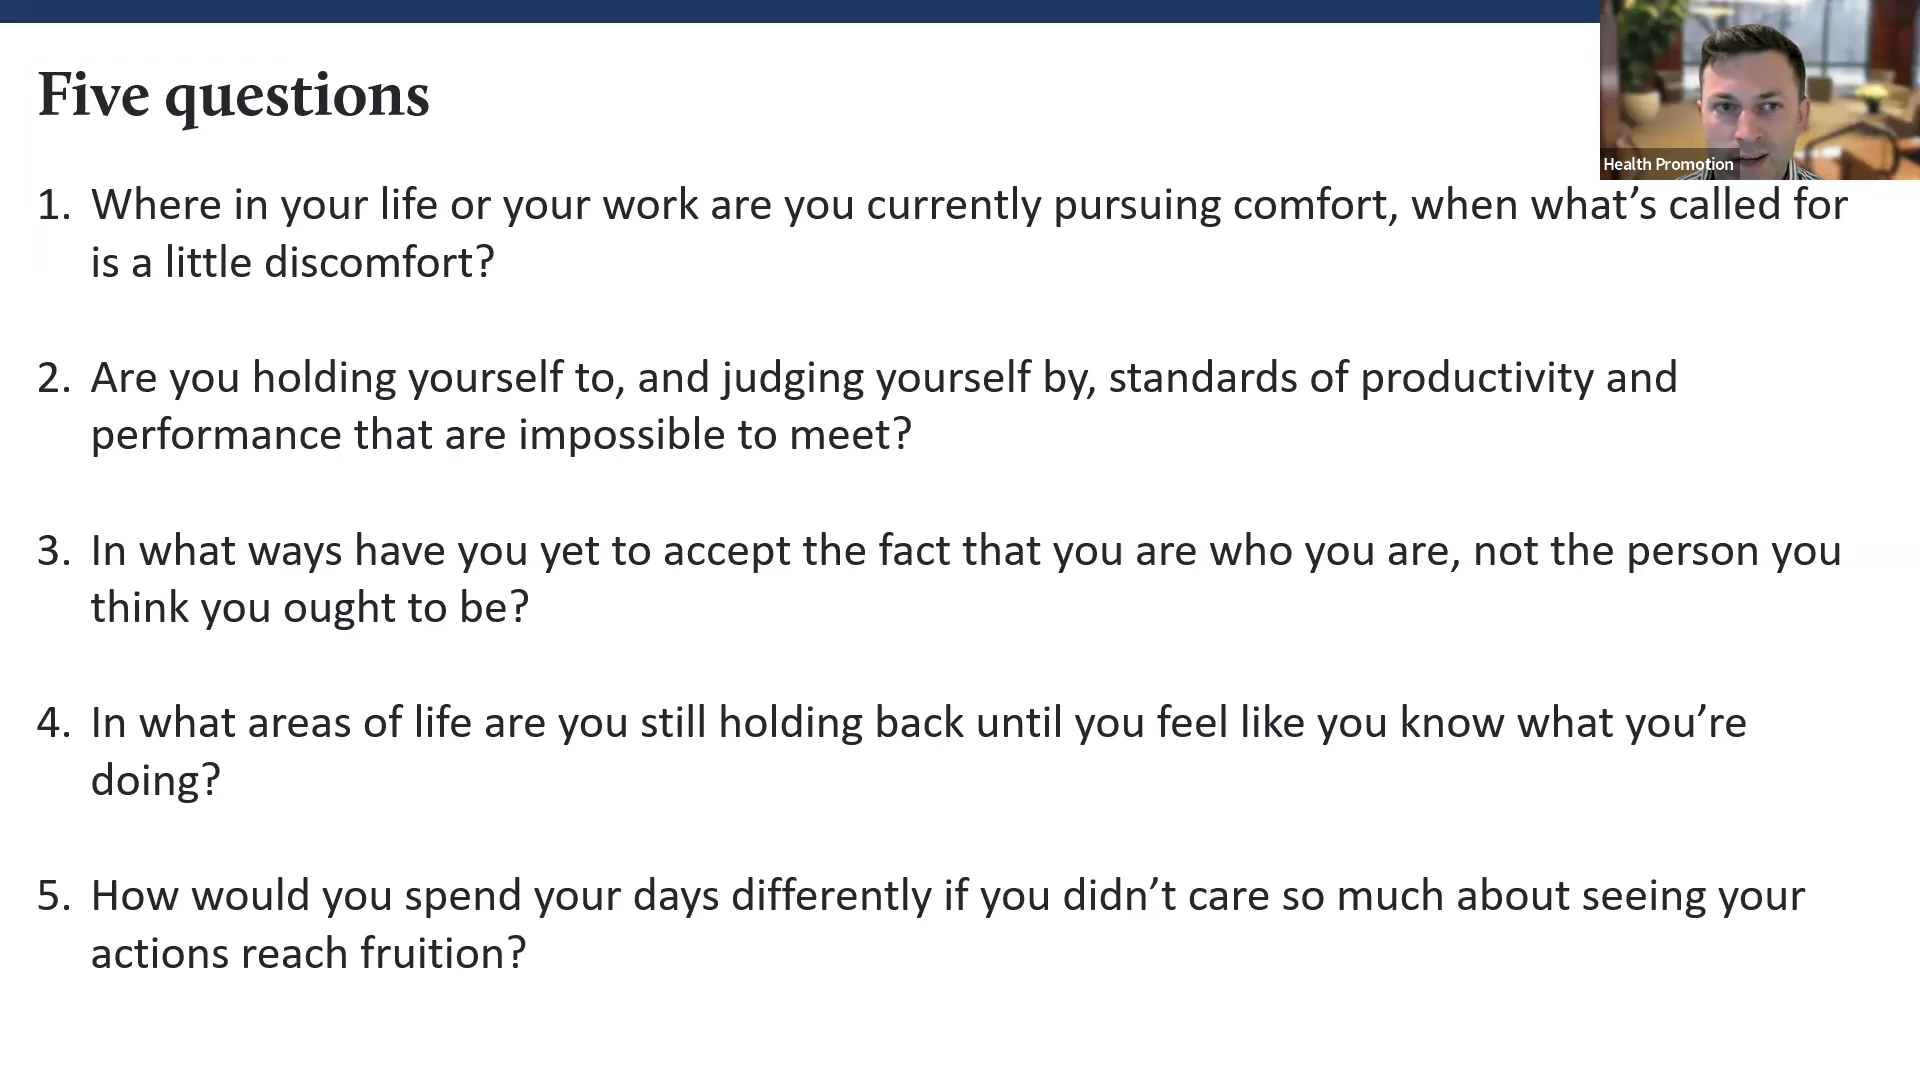 Five questions
Health Promotion
1. Where in your life or your work are you currently pursuing comfort, when what’s called for
is a little discomfort?
2. Are you holding yourself to, and judging yourself by, standards of productivity and
performance that are impossible to meet?
3. In what ways have you yet to accept the fact that you are who you are, not the person you
think you ought to be?
4. In what areas of life are you still holding back until you feel like you know what you’re
doing?
5. How would you spend your days differently if you didn’t care so much about seeing your
actions reach fruition?